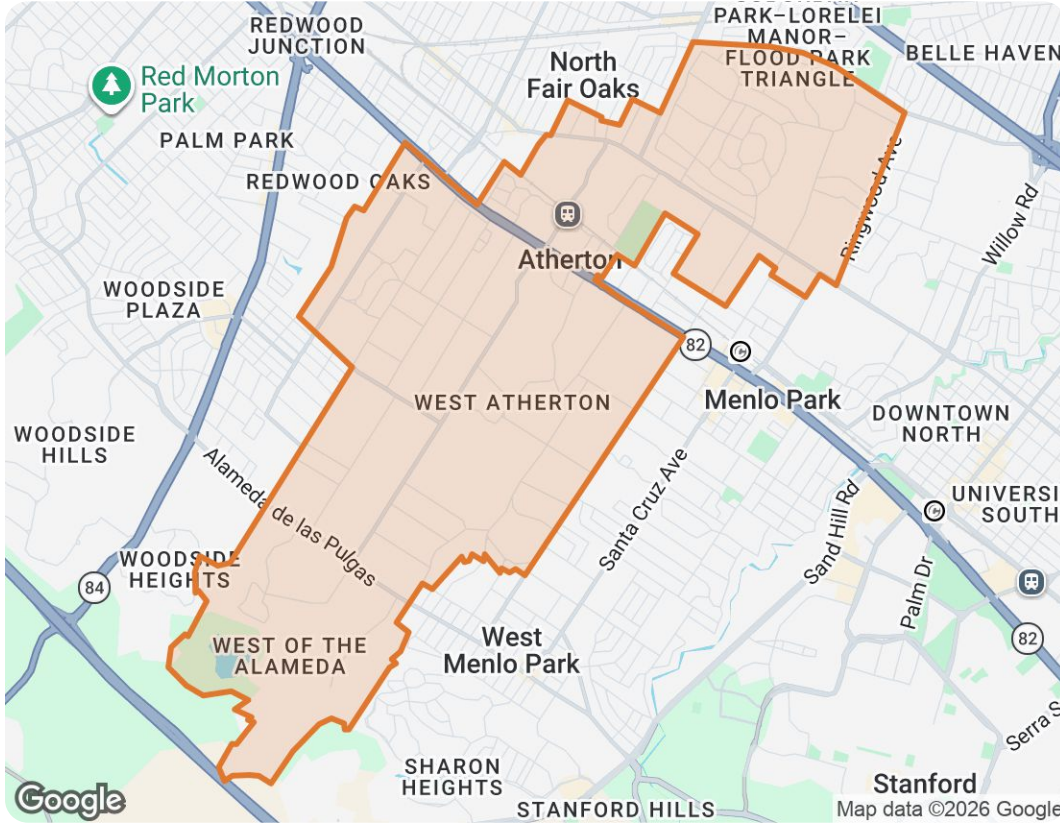 PARK–LORELEI
MANOR–
FLOOD PARK
TRIANGLE
REDWOOD
JUNCTION
BELLE HAVEN
North
Fair Oaks
Red Morton
Park
PALM PARK
REDWOOD OAKS
Ringwood Ave
Willow Rd
Atherton
WOODSIDE
PLAZA
82
Menlo Park
WEST ATHERTON
DOWNTOWN
NORTH
WOODSIDE
HILLS
Alameda de las Pulgas
Santa Cruz Ave
Sand Hill Rd
UNIVERSI
SOUTH
WOODSIDE
HEIGHTS
84
Palm Dr
WEST OF THE
ALAMEDA
West
Menlo Park
82
Serra S
SHARON
HEIGHTS
Stanford
STANFORD HILLS
Google
Map data ©2026 Google